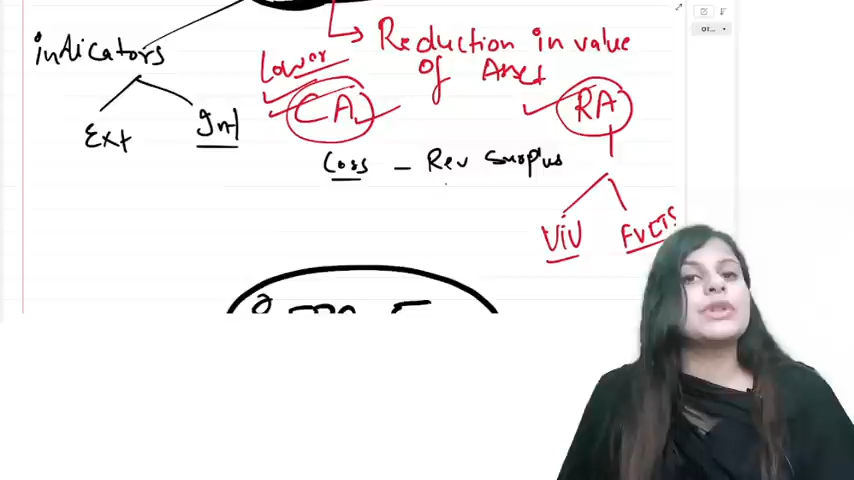 indicators
Ext
Int
Reduction in value
of Asset
Lower
CA
RA
Loss - Rev Surplus
ViU
FVCTS